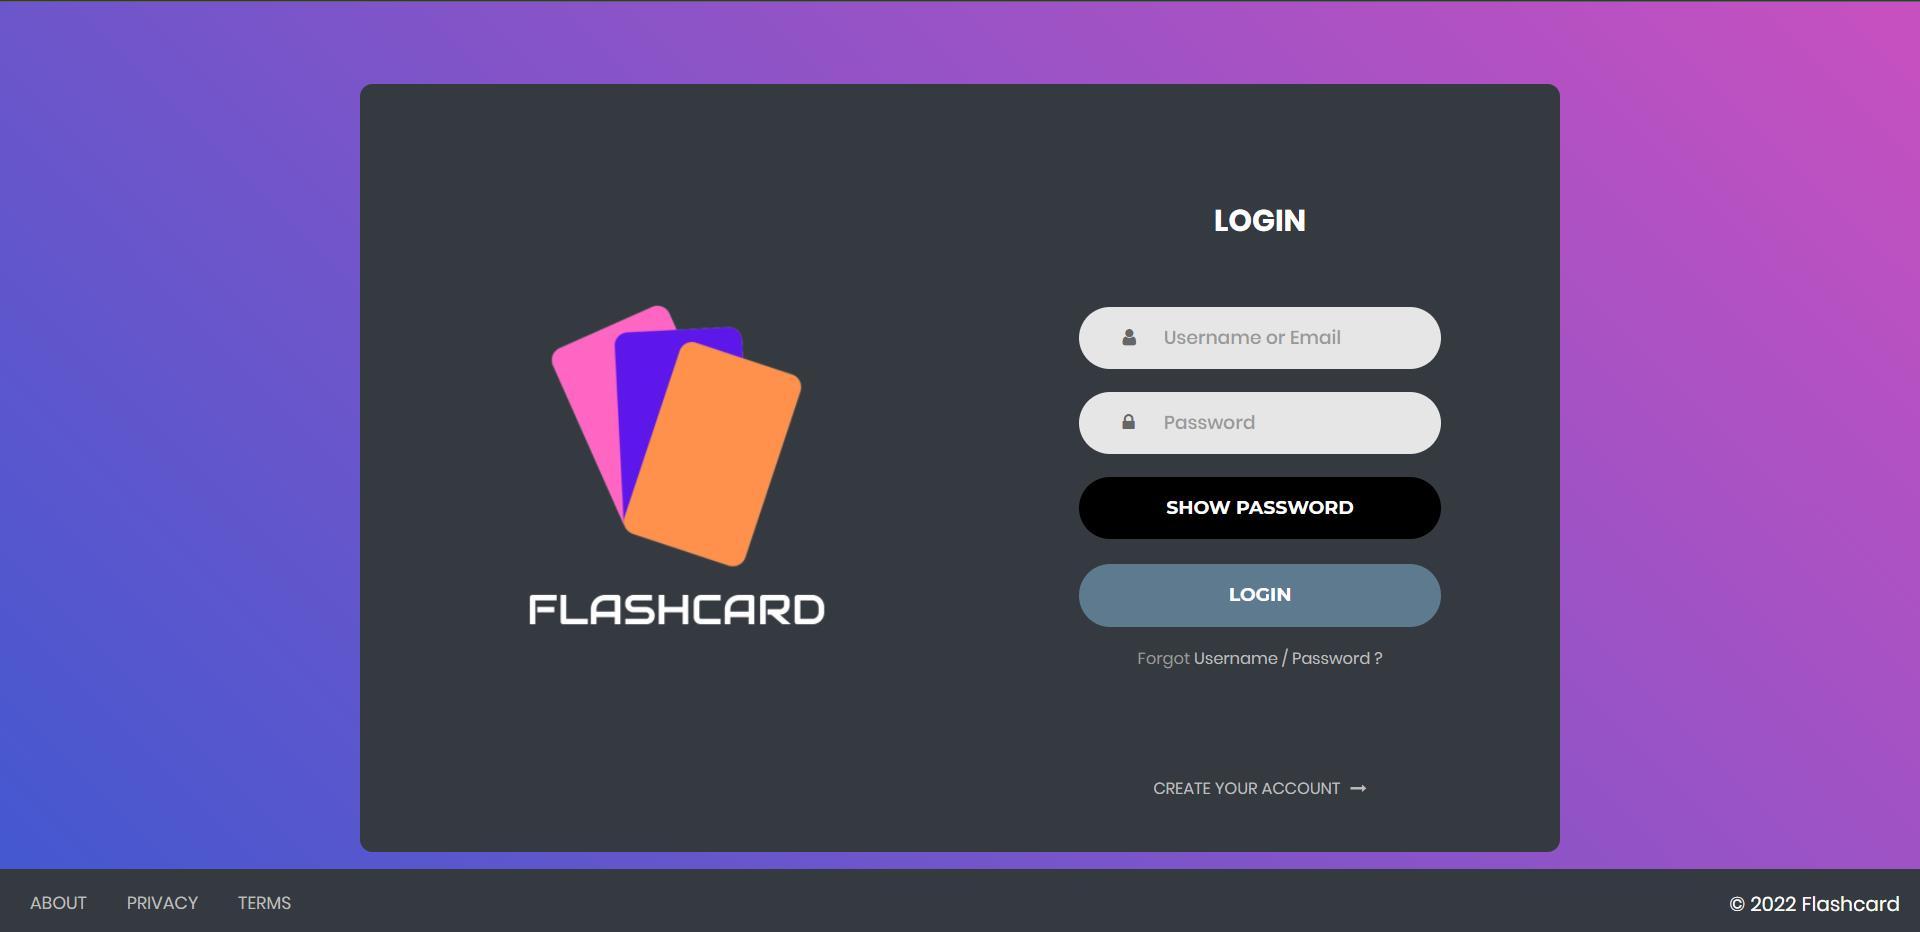 LOGIN
Username or Email
Password
SHOW PASSWORD
LOGIN
FLASHCARD
Forgot Username / Password ?
CREATE YOUR ACCOUNT
ABOUT PRIVACY TERMS © 2022 Flashcard